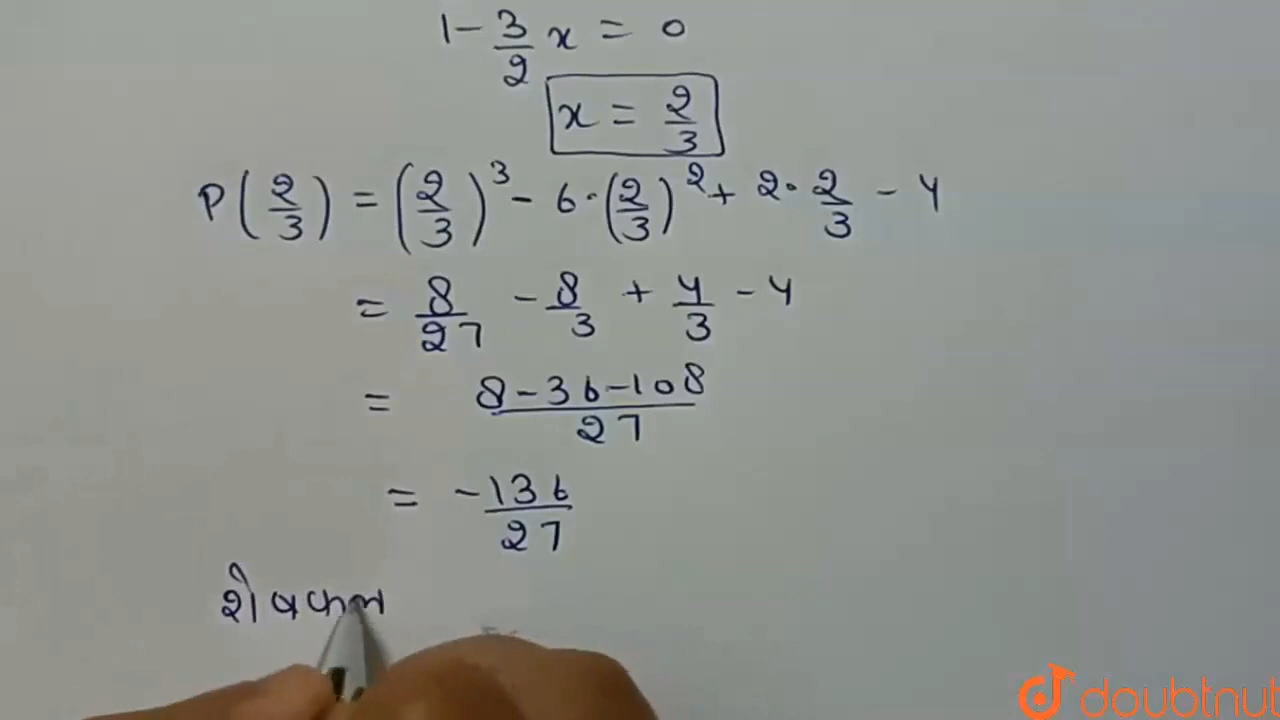 1 - 3/2 x = 0
x = 2/3
P(2/3) = (2/3)^3 - 6·(2/3)^2 + 2·2/3 - 4
= 8/27 - 8/3 + 4/3 - 4
= 8-36-108/27
= -136/27
शेषफल
doubtnut